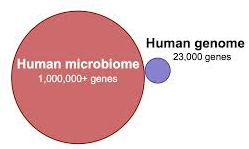 Human microbiome
1,000,000+ genes
Human genome
23,000 genes